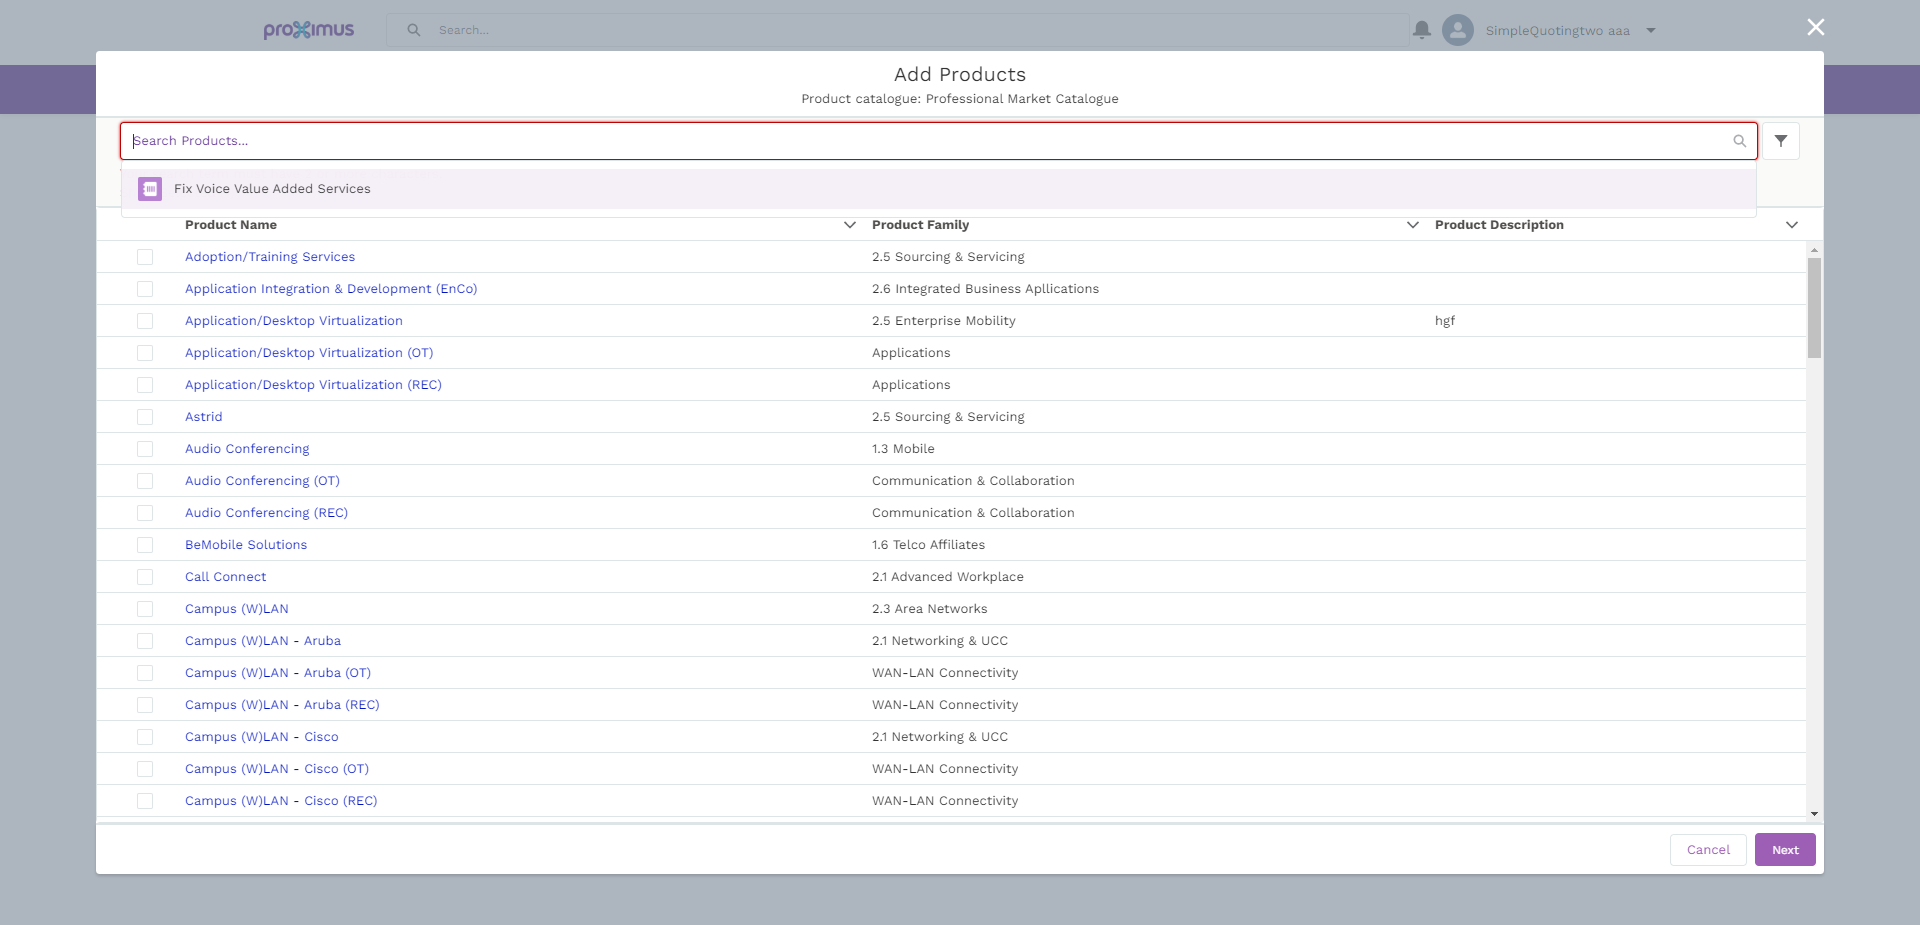 proximus
Search...
SimpleQuotingtwo aaa
Add Products
Product catalogue: Professional Market Catalogue
Search Products...
Fix Voice Value Added Services
Product Name Product Family Product Description
Adoption/Training Services 2.5 Sourcing & Servicing
Application Integration & Development (EnCo) 2.6 Integrated Business Apllications
Application/Desktop Virtualization 2.5 Enterprise Mobility hgf
Application/Desktop Virtualization (OT) Applications
Application/Desktop Virtualization (REC) Applications
Astrid 2.5 Sourcing & Servicing
Audio Conferencing 1.3 Mobile
Audio Conferencing (OT) Communication & Collaboration
Audio Conferencing (REC) Communication & Collaboration
BeMobile Solutions 1.6 Telco Affiliates
Call Connect 2.1 Advanced Workplace
Campus (W)LAN 2.3 Area Networks
Campus (W)LAN - Aruba 2.1 Networking & UCC
Campus (W)LAN - Aruba (OT) WAN-LAN Connectivity
Campus (W)LAN - Aruba (REC) WAN-LAN Connectivity
Campus (W)LAN - Cisco 2.1 Networking & UCC
Campus (W)LAN - Cisco (OT) WAN-LAN Connectivity
Campus (W)LAN - Cisco (REC) WAN-LAN Connectivity
Cancel Next